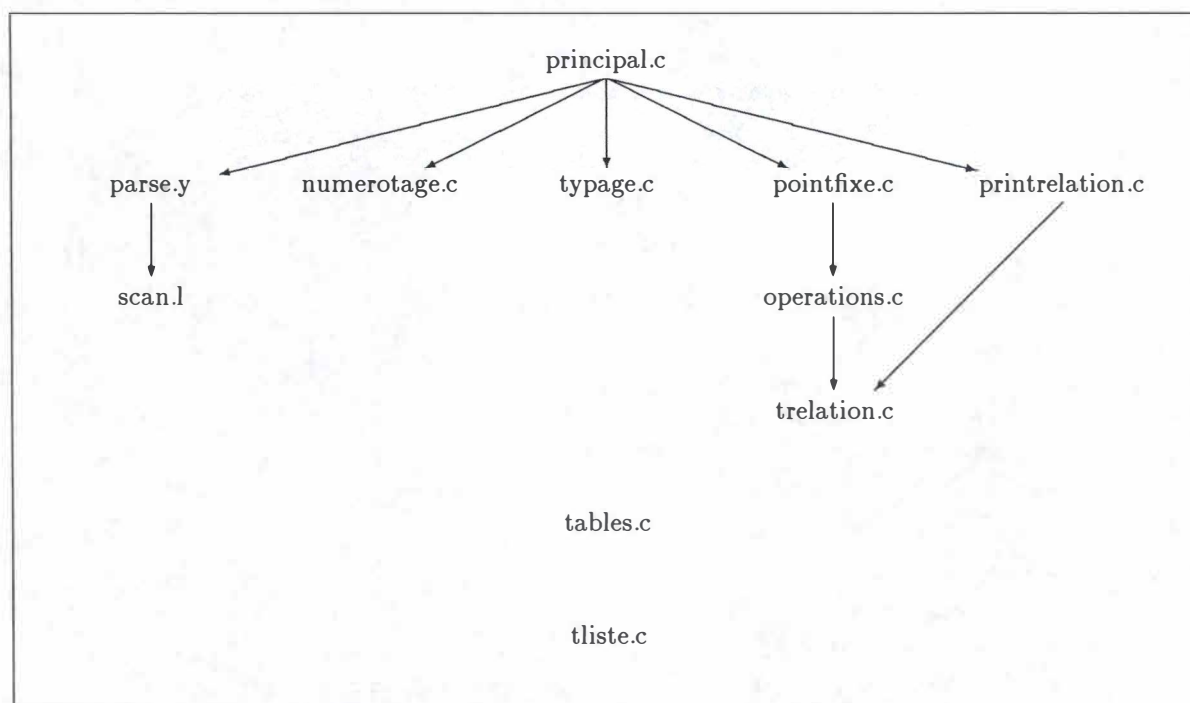 principal.c
parse.y numerotage.c typage.c pointfixe.c printrelation.c
scan.l operations.c
trelation.c
tables.c
tliste.c